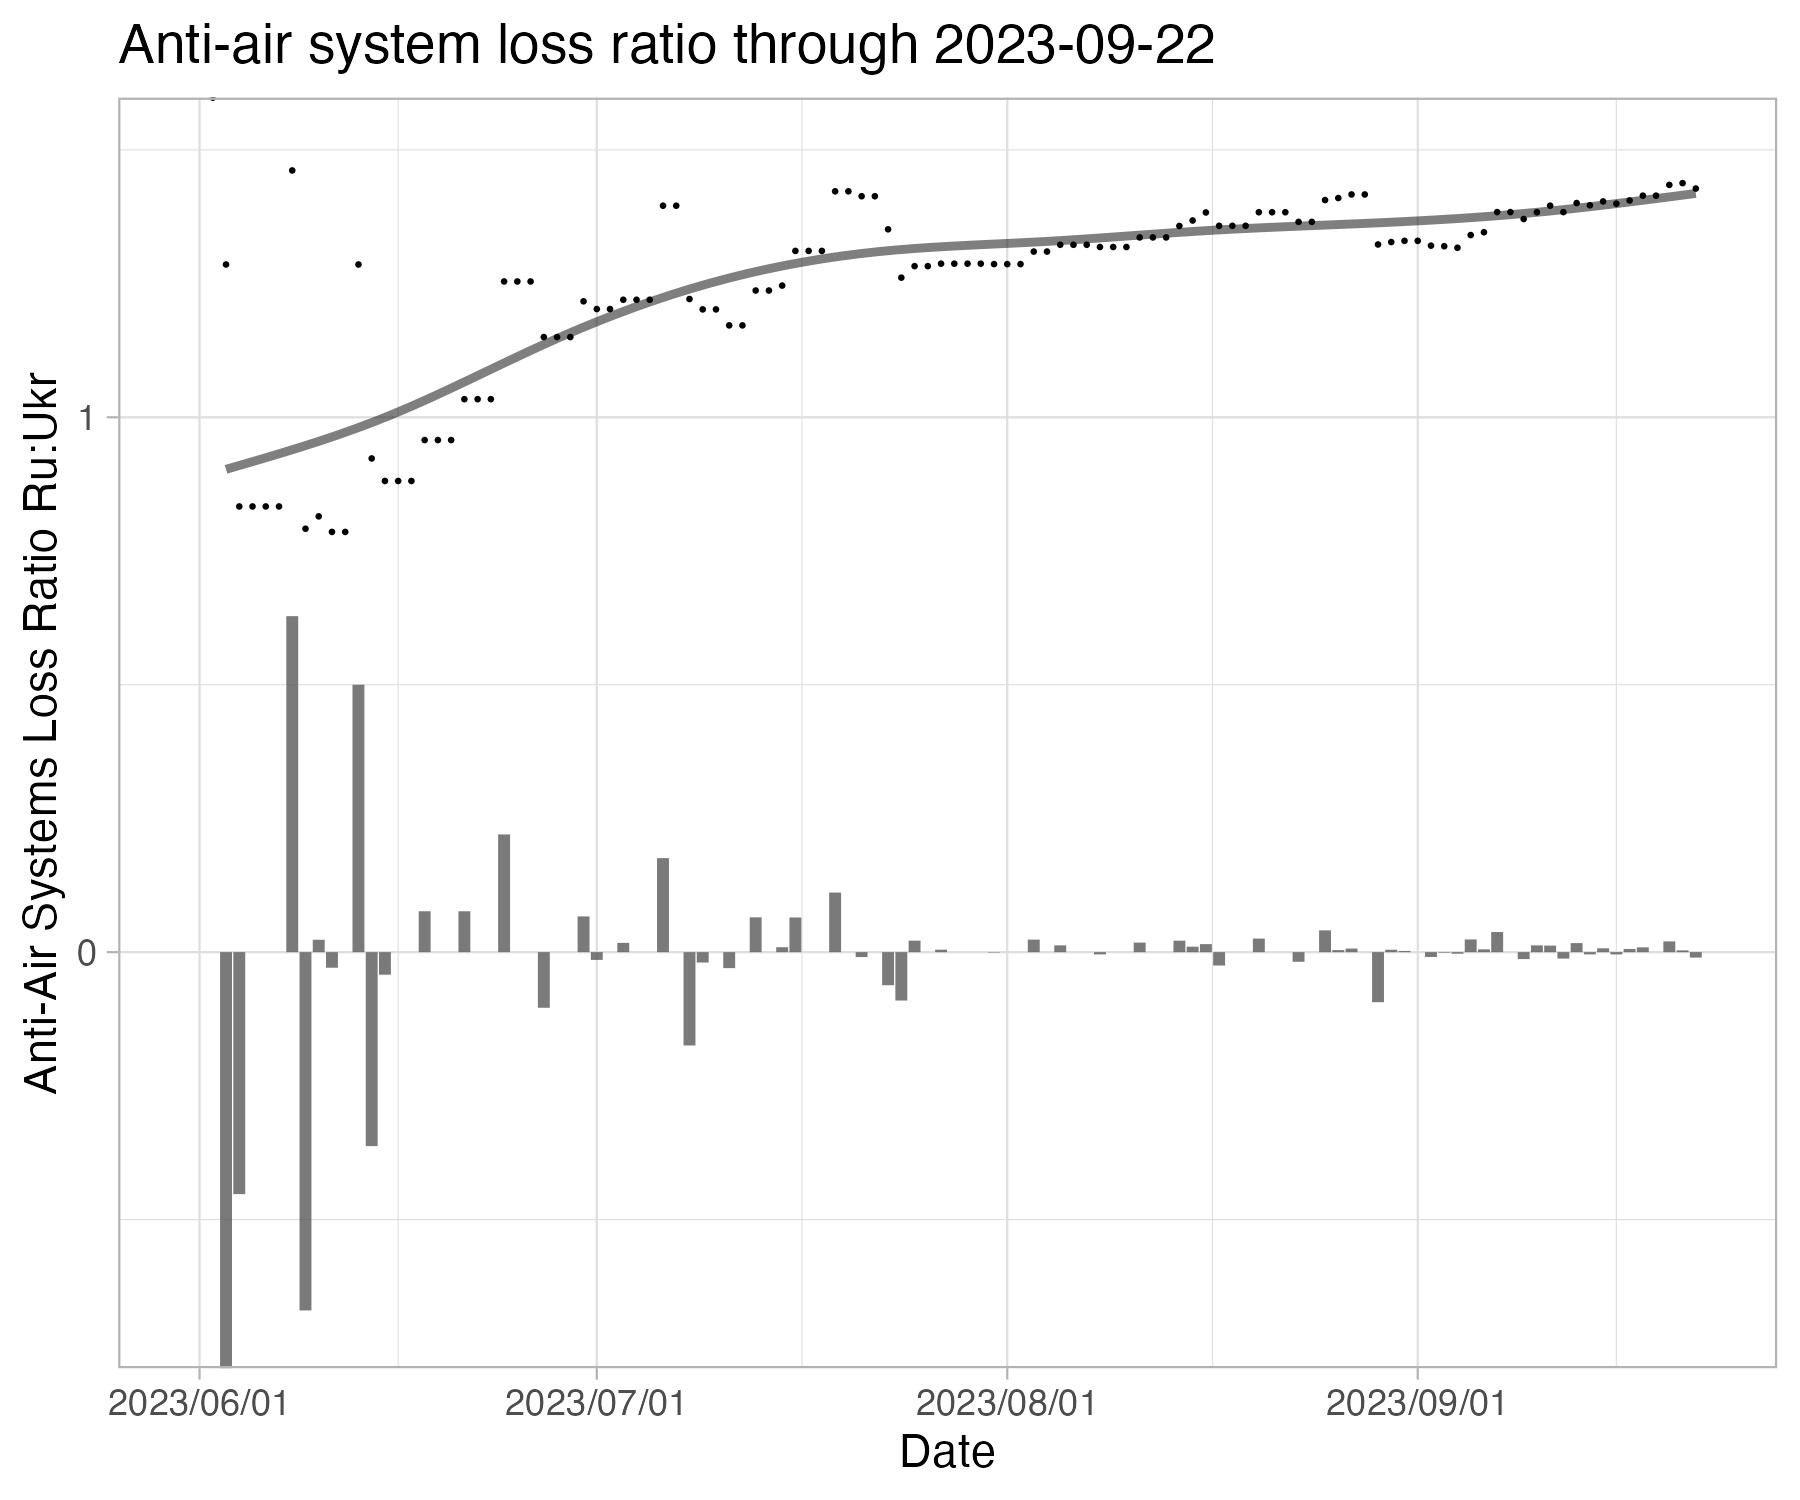 Anti-air system loss ratio through 2023-09-22
Anti-Air Systems Loss Ratio Ru:Ukr
1
0
2023/06/01
2023/07/01
2023/08/01
2023/09/01
Date